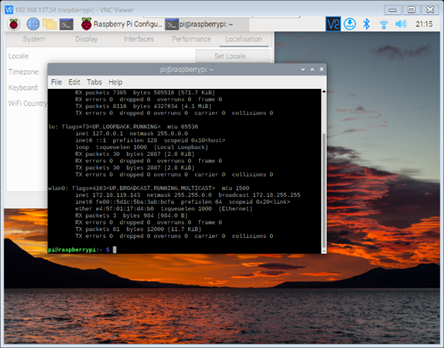 192.168.137.54 (raspberrypi) - VNC Viewer
Raspberry Pi Configu...
pi@raspberrypi: ~
21:15
System Display Interfaces Performance Localisation
Locale: Set Locale...
Timezone:
Keyboard:
WiFi Country
pi@raspberrypi: ~
File Edit Tabs Help
RX packets 7385 bytes 585516 (571.7 KiB)
RX errors 0 dropped 0 overruns 0 frame 0
TX packets 8116 bytes 4327634 (4.1 MiB)
TX errors 0 dropped 0 overruns 0 carrier 0 collisions 0
lo: flags=73<UP,LOOPBACK,RUNNING> mtu 65536
inet 127.0.0.1 netmask 255.0.0.0
inet6 ::1 prefixlen 128 scopeid 0x10<host>
loop txqueuelen 1000 (Local Loopback)
RX packets 30 bytes 2807 (2.8 KiB)
RX errors 0 dropped 0 overruns 0 frame 0
TX packets 30 bytes 2807 (2.8 KiB)
TX errors 0 dropped 0 overruns 0 carrier 0 collisions 0
wlan0: flags=4163<UP,BROADCAST,RUNNING,MULTICAST> mtu 1500
inet 172.18.119.143 netmask 255.255.0.0 broadcast 172.18.255.255
inet6 prefixlen 64 scopeid 0x20<link>
ether e4:5f:01:17:d4:b0 txqueuelen 1000 (Ethernet)
RX packets 3 bytes 984 (984.0 B)
RX errors 0 dropped 0 overruns 0 frame 0
TX packets 81 bytes 12000 (11.7 KiB)
TX errors 0 dropped 0 overruns 0 carrier 0 collisions 0
pi@raspberrypi:~ $